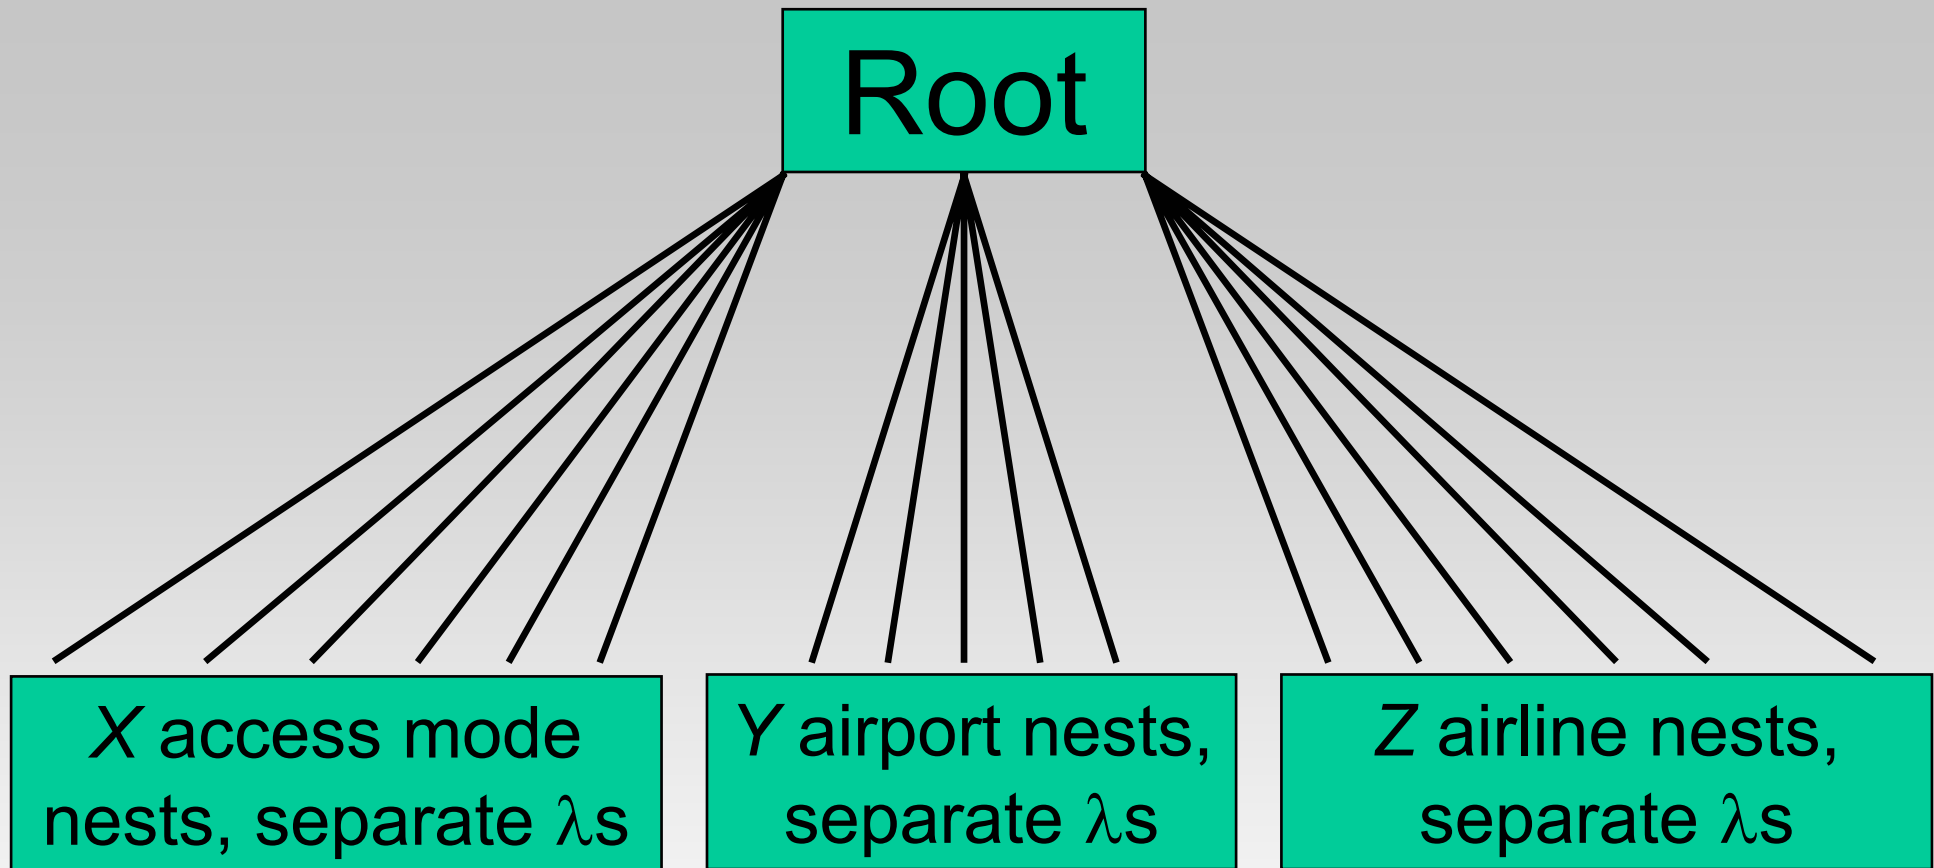 Root
X access mode
nests, separate λs
Y airport nests,
separate λs
Z airline nests,
separate λs